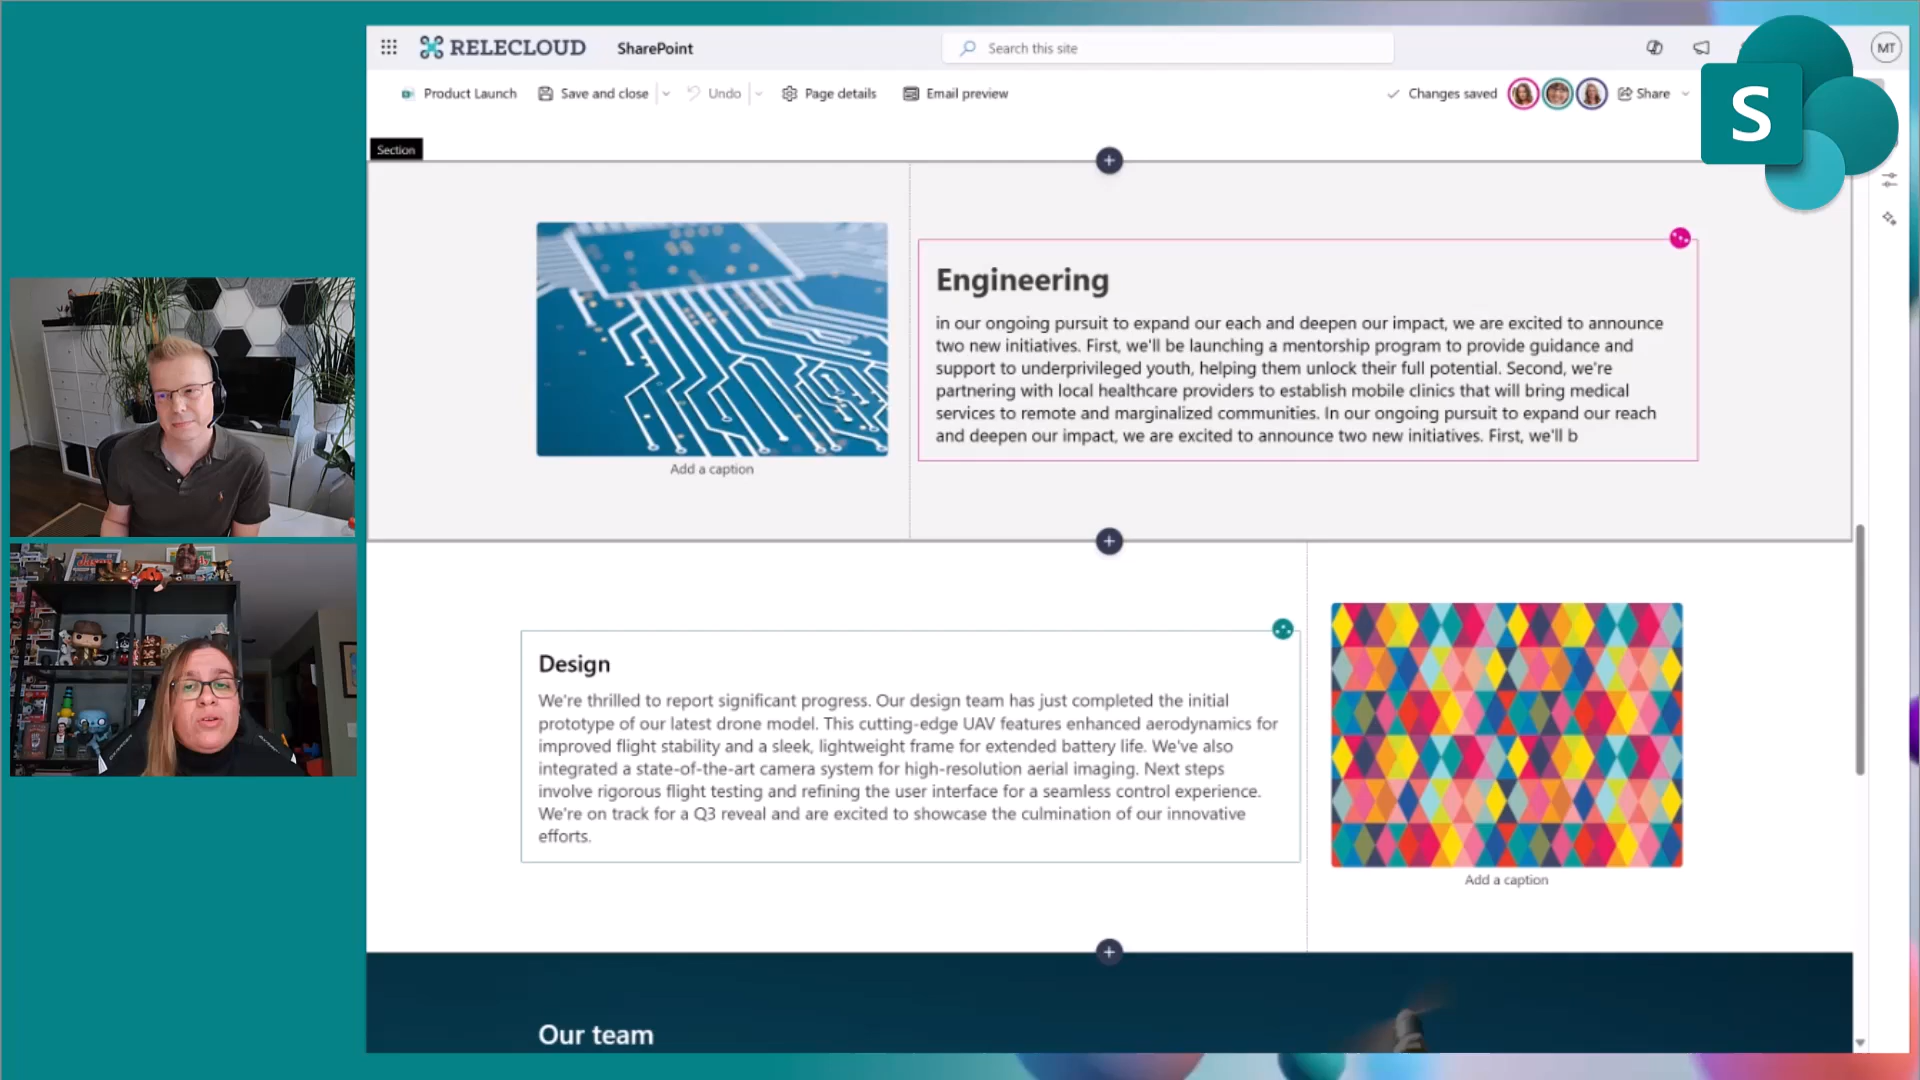 RELECLOUD
SharePoint
Search this site
MT
Product Launch
Save and close
Undo
Page details
Email preview
Changes saved
Share
S
Section
Engineering
in our ongoing pursuit to expand our each and deepen our impact, we are excited to announce
two new initiatives. First, we'll be launching a mentorship program to provide guidance and
support to underprivileged youth, helping them unlock their full potential. Second, we're
partnering with local healthcare providers to establish mobile clinics that will bring medical
services to remote and marginalized communities. In our ongoing pursuit to expand our reach
and deepen our impact, we are excited to announce two new initiatives. First, we'll b
Add a caption
Design
We're thrilled to report significant progress. Our design team has just completed the initial
prototype of our latest drone model. This cutting-edge UAV features enhanced aerodynamics for
improved flight stability and a sleek, lightweight frame for extended battery life. We've also
integrated a state-of-the-art camera system for high-resolution aerial imaging. Next steps
involve rigorous flight testing and refining the user interface for a seamless control experience.
We're on track for a Q3 reveal and are excited to showcase the culmination of our innovative
efforts.
Add a caption
Our team